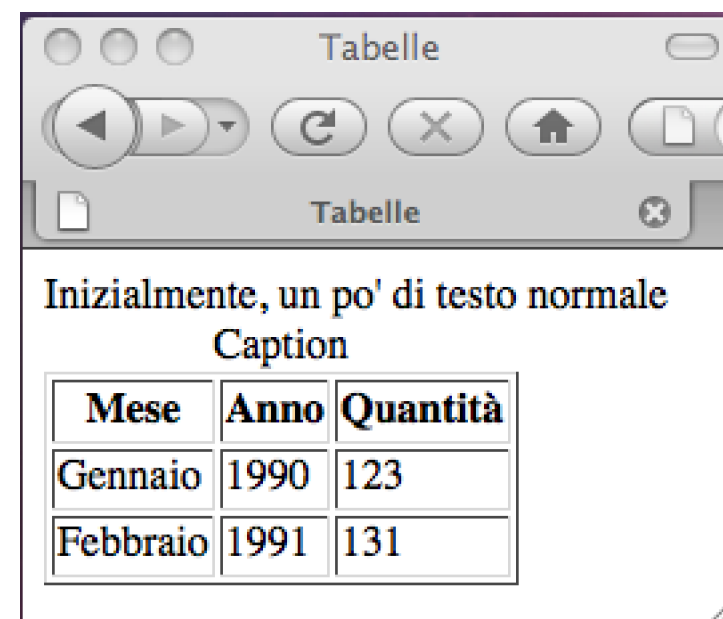 Tabelle
Tabelle
Inizialmente, un po' di testo normale
Caption
Mese Anno Quantità
Gennaio 1990 123
Febbraio 1991 131